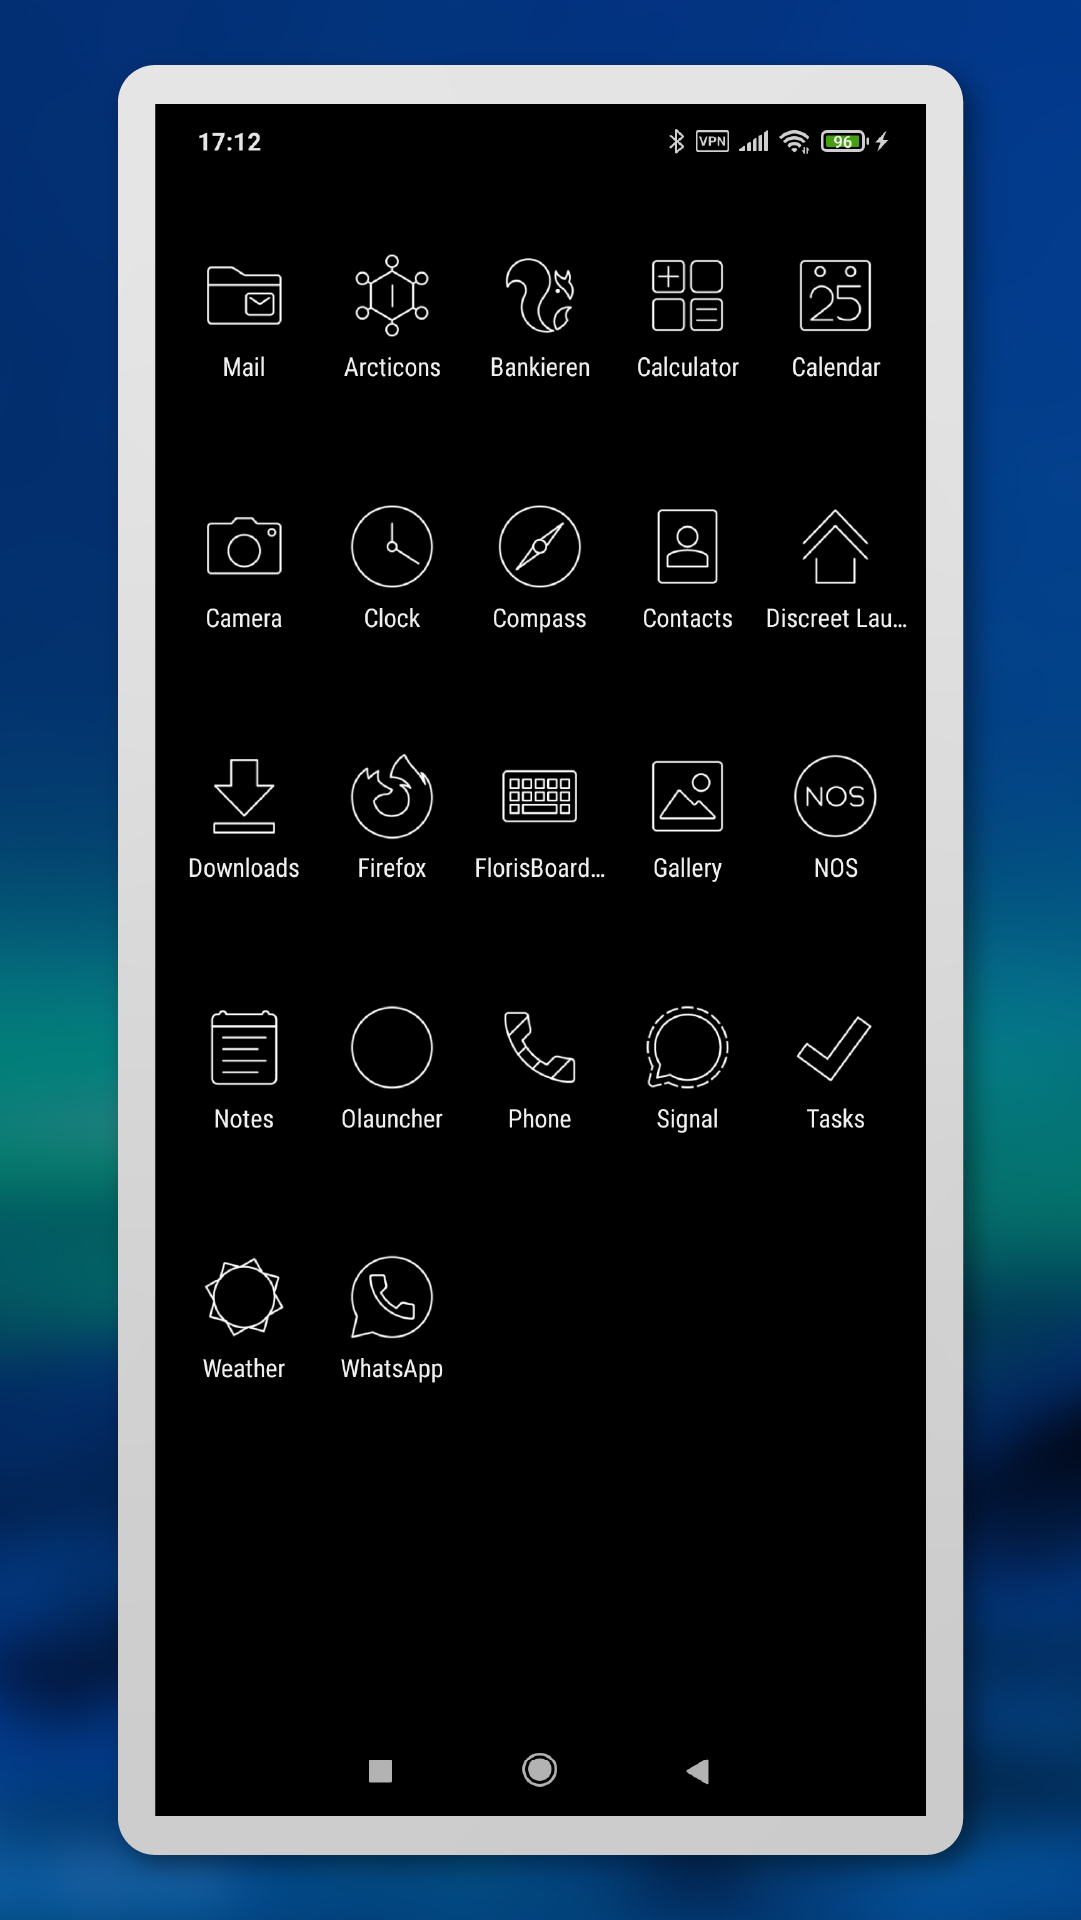 17:12 VPN 96
25
Mail Arcticons Bankieren Calculator Calendar
Camera Clock Compass Contacts Discreet Lau...
NOS
Downloads Firefox FlorisBoard... Gallery NOS
Notes Olauncher Phone Signal Tasks
Weather WhatsApp